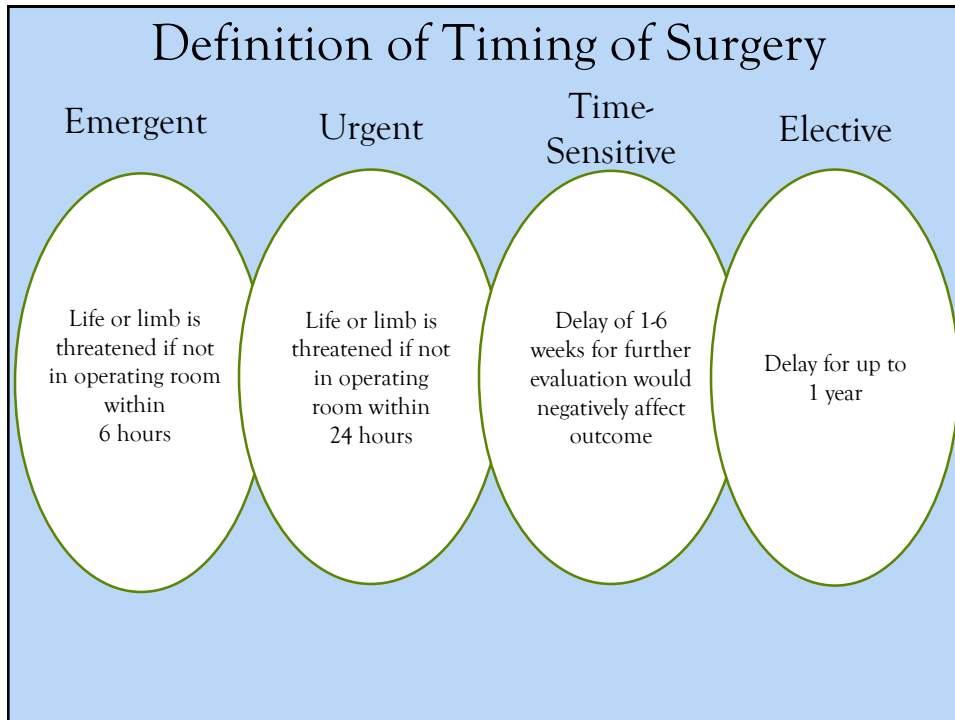 Definition of Timing of Surgery
Emergent
Urgent
Time-
Sensitive
Elective
Life or limb is
threatened if not
in operating room
within
6 hours
Life or limb is
threatened if not
in operating
room within
24 hours
Delay of 1-6
weeks for further
evaluation would
negatively affect
outcome
Delay for up to
1 year